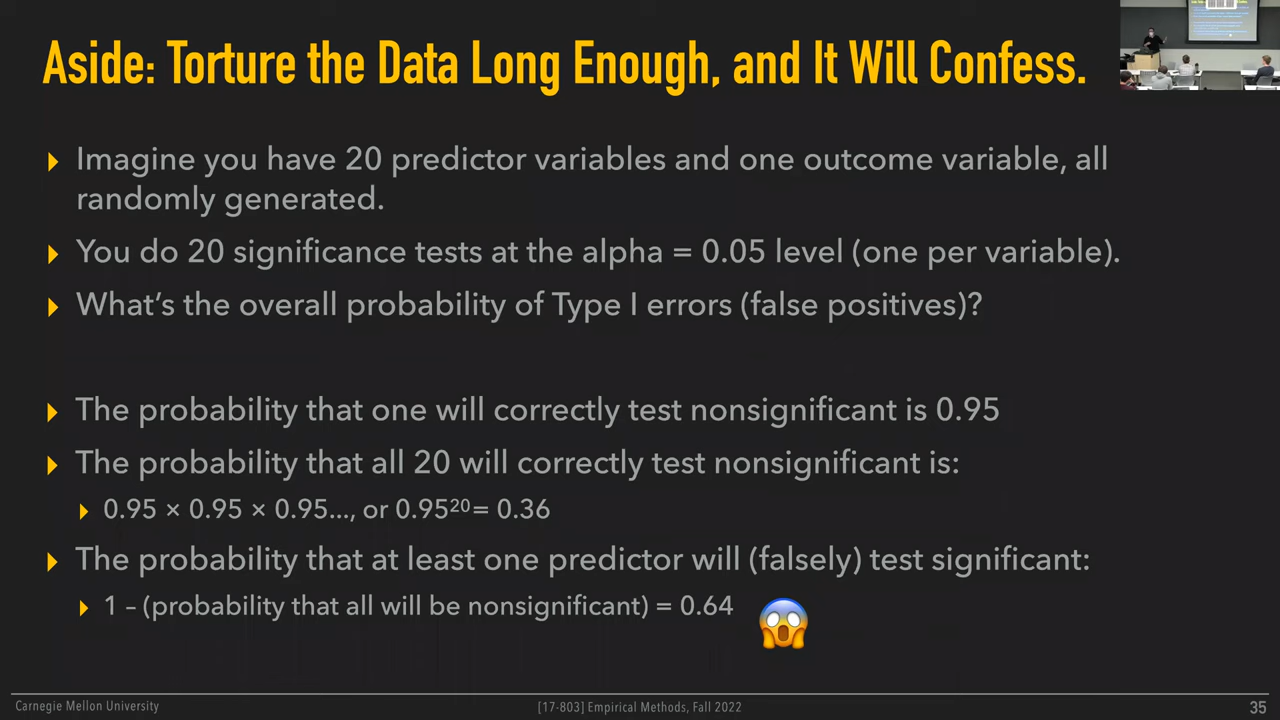 Aside: Torture the Data Long Enough, and It Will Confess.
Imagine you have 20 predictor variables and one outcome variable, all
randomly generated.
You do 20 significance tests at the alpha = 0.05 level (one per variable).
What's the overall probability of Type I errors (false positives)?
The probability that one will correctly test nonsignificant is 0.95
The probability that all 20 will correctly test nonsignificant is:
0.95 × 0.95 × 0.95..., or 0.95²⁰= 0.36
The probability that at least one predictor will (falsely) test significant:
1 – (probability that all will be nonsignificant) = 0.64
Carnegie Mellon University
[17-803] Empirical Methods, Fall 2022
35